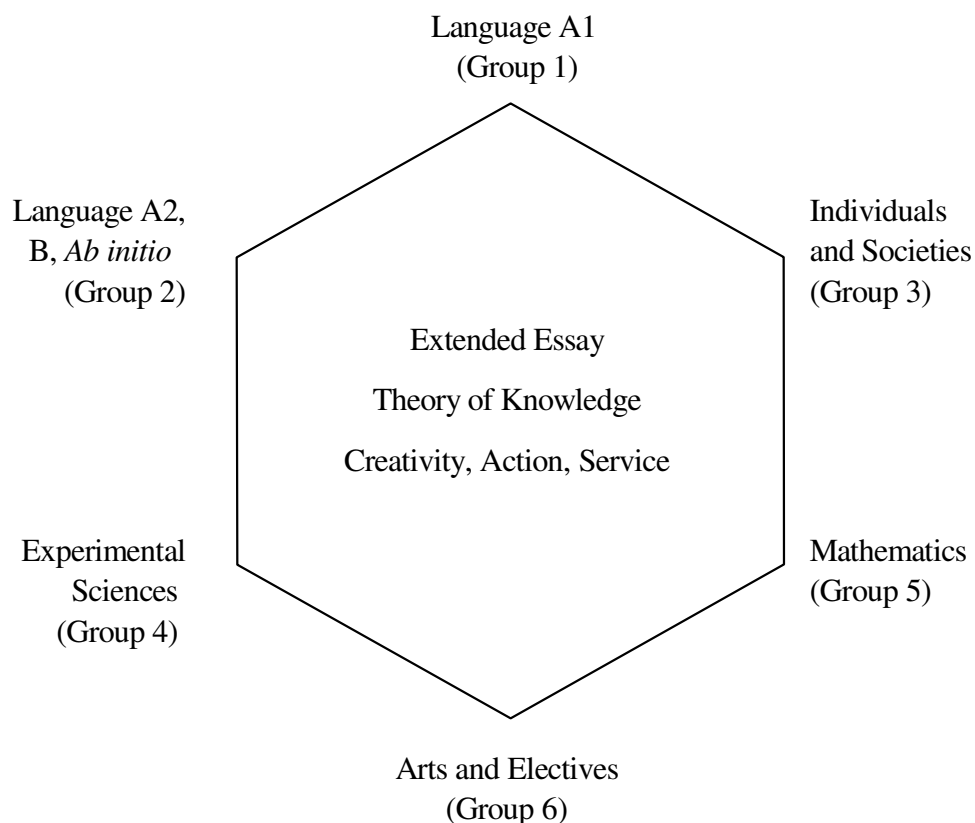 Language A1
(Group 1)
Language A2,
B, Ab initio
(Group 2)
Individuals
and Societies
(Group 3)
Extended Essay
Theory of Knowledge
Creativity, Action, Service
Experimental
Sciences
(Group 4)
Mathematics
(Group 5)
Arts and Electives
(Group 6)